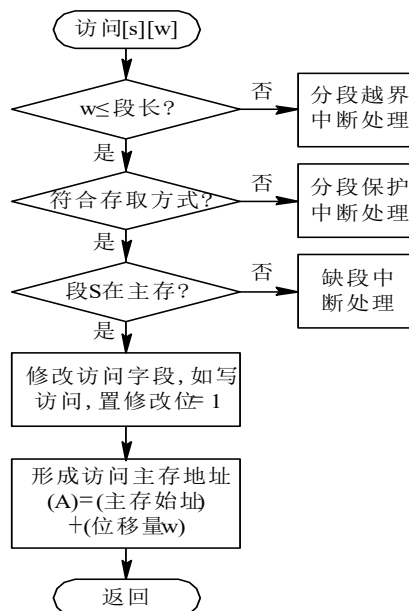 访问[s][w]
w≤段长?
否
分段越界
中断处理
是
符合存取方式?
否
分段保护
中断处理
是
段S在主存?
否
缺段中
断处理
是
修改访问字段,如写
访问,置修改位=1
形成访问主存地址
(A)=(主存始址)
+(位移量w)
返回